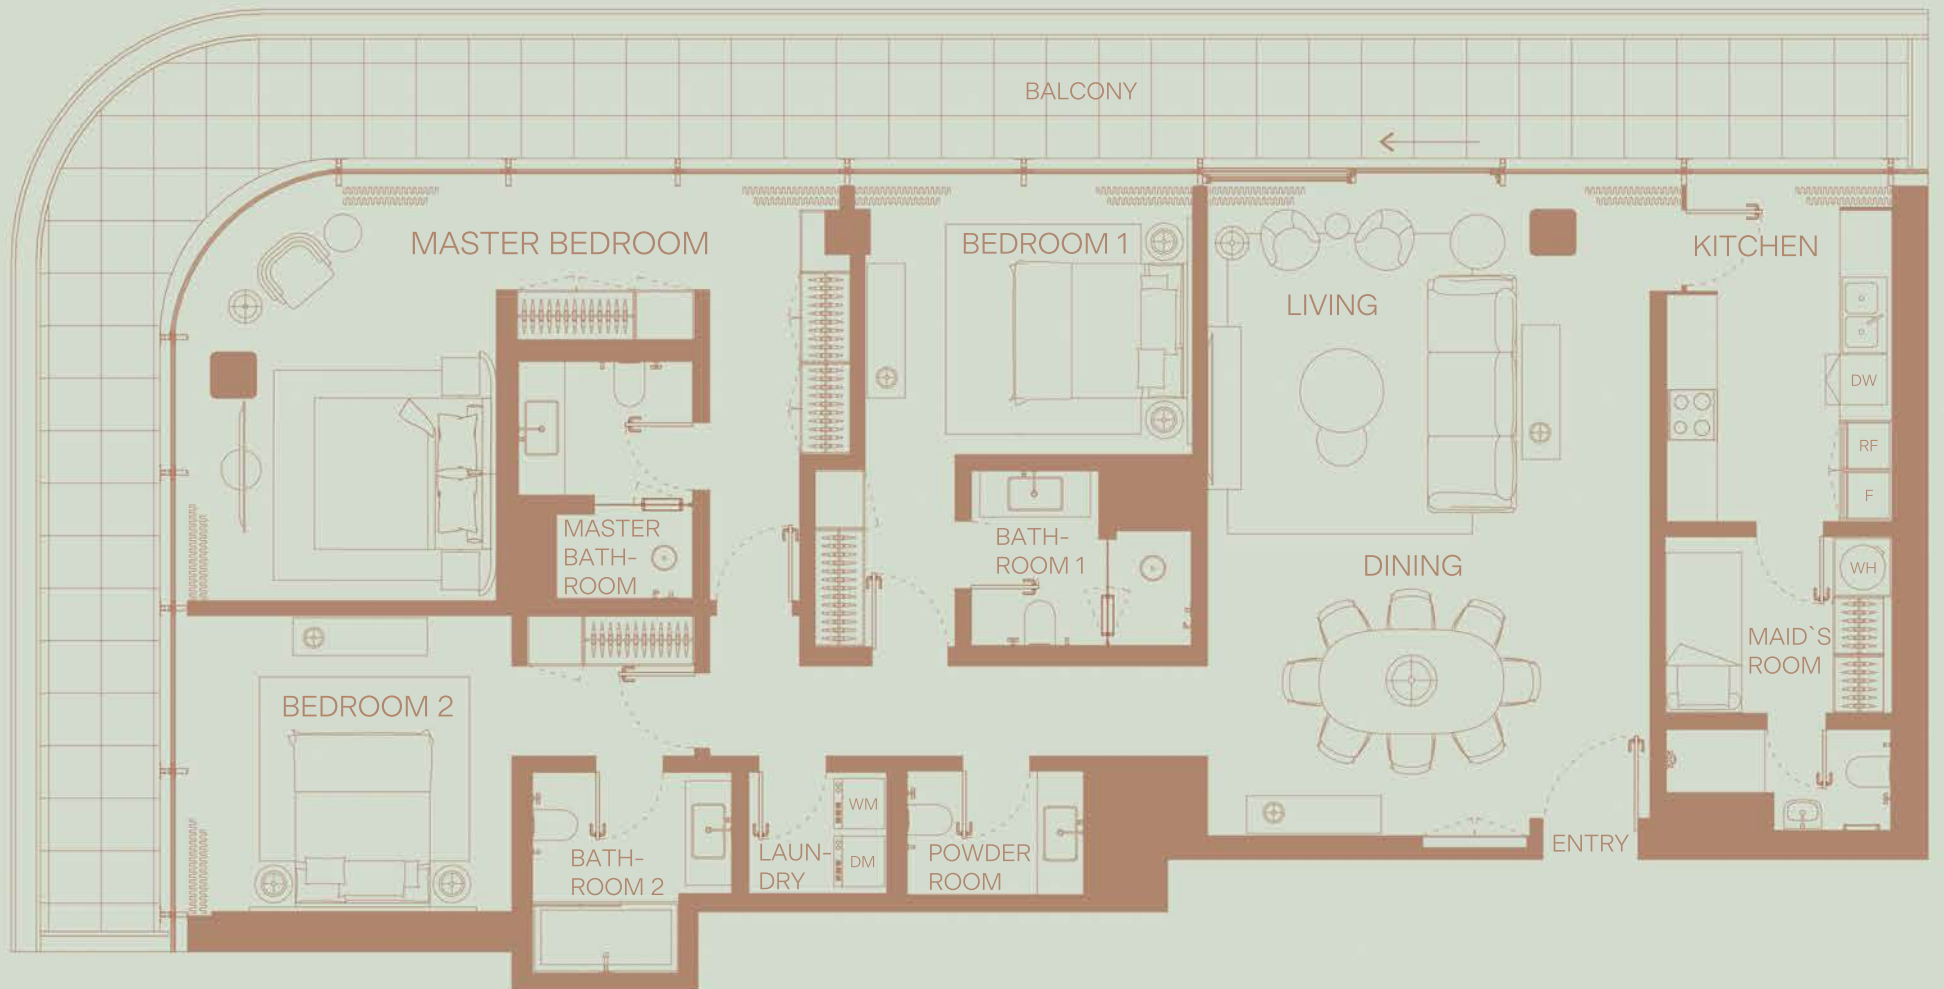 BALCONY
MASTER BEDROOM
BEDROOM 1
KITCHEN
LIVING
DW
RF
F
MASTER
BATH-
ROOM
BATH-
ROOM 1
DINING
WH
MAID`S
ROOM
BEDROOM 2
WM
DM
BATH-
ROOM 2
LAUN-
DRY
POWDER
ROOM
ENTRY